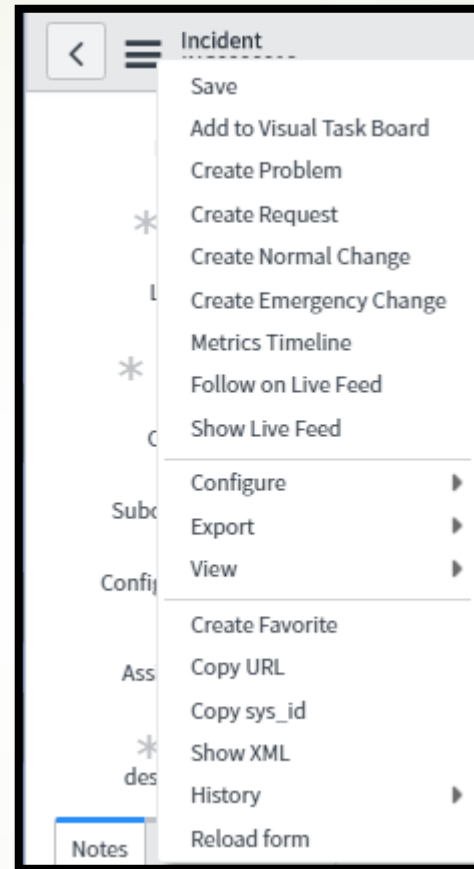 Incident
Save
Add to Visual Task Board
Create Problem
Create Request
Create Normal Change
Create Emergency Change
Metrics Timeline
Follow on Live Feed
Show Live Feed
Configure
Export
View
Create Favorite
Copy URL
Copy sys_id
Show XML
History
Reload form
Notes